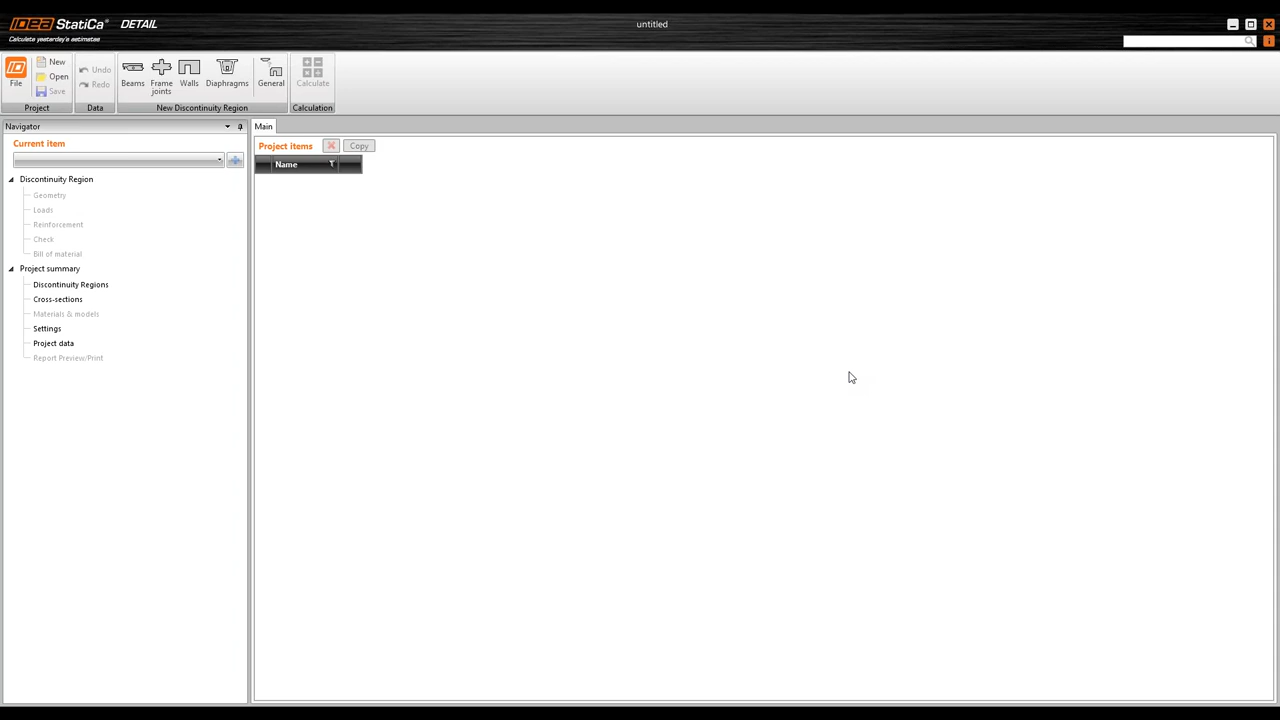 IDEA StatiCa® DETAIL
Calculate yesterday's estimates
untitled
File
New
Open
Save
Project
Undo
Redo
Data
Beams
Frame joints
Walls
Diaphragms
General
New Discontinuity Region
Calculate
Calculation
Navigator
Current item
Discontinuity Region
Geometry
Loads
Reinforcement
Check
Bill of material
Project summary
Discontinuity Regions
Cross-sections
Materials & models
Settings
Project data
Report Preview/Print
Main
Project items
Copy
Name